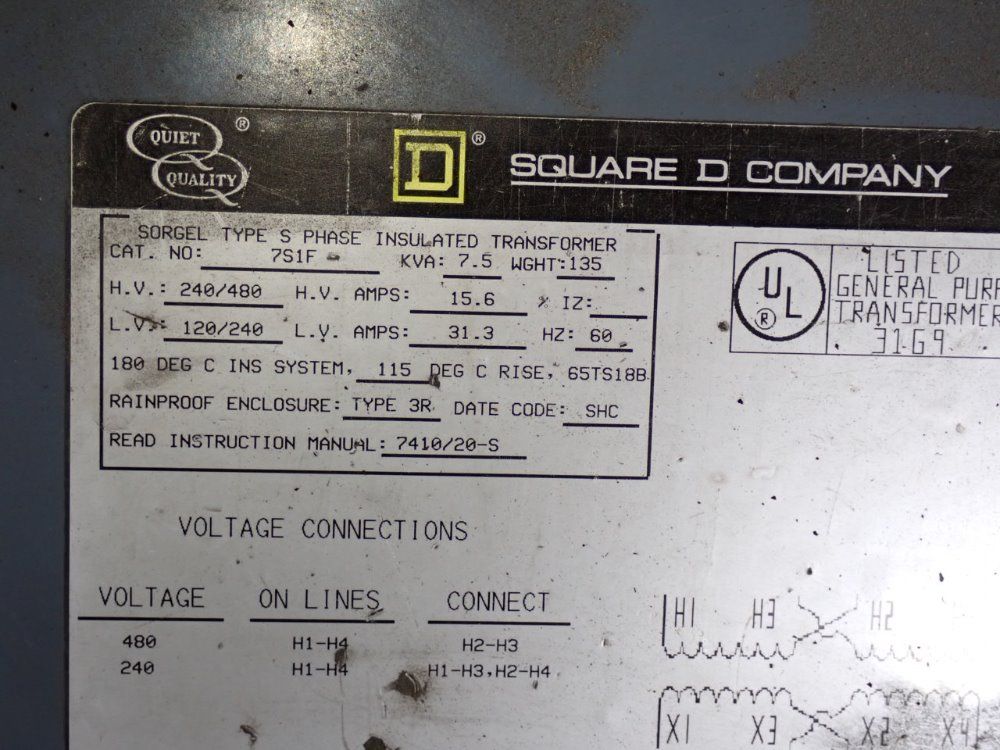 QUIET
QUALITY
®
D ®
SQUARE D COMPANY
SORGEL TYPE S PHASE INSULATED TRANSFORMER
CAT. NO: 7S1F KVA: 7.5 WGHT: 135
H.V.: 240/480 H.V. AMPS: 15.6 % IZ:
L.V.: 120/240 L.V. AMPS: 31.3 HZ: 60
180 DEG C INS SYSTEM, 115 DEG C RISE, 65TS18B
RAINPROOF ENCLOSURE: TYPE 3R DATE CODE: SHC
READ INSTRUCTION MANUAL: 7410/20-S
UL ®
LISTED
GENERAL PURP
TRANSFORMER
31G9
VOLTAGE CONNECTIONS
VOLTAGE ON LINES CONNECT
480 H1-H4 H2-H3
240 H1-H4 H1-H3,H2-H4
H1 H3 H2
X1 X3 X2 X4